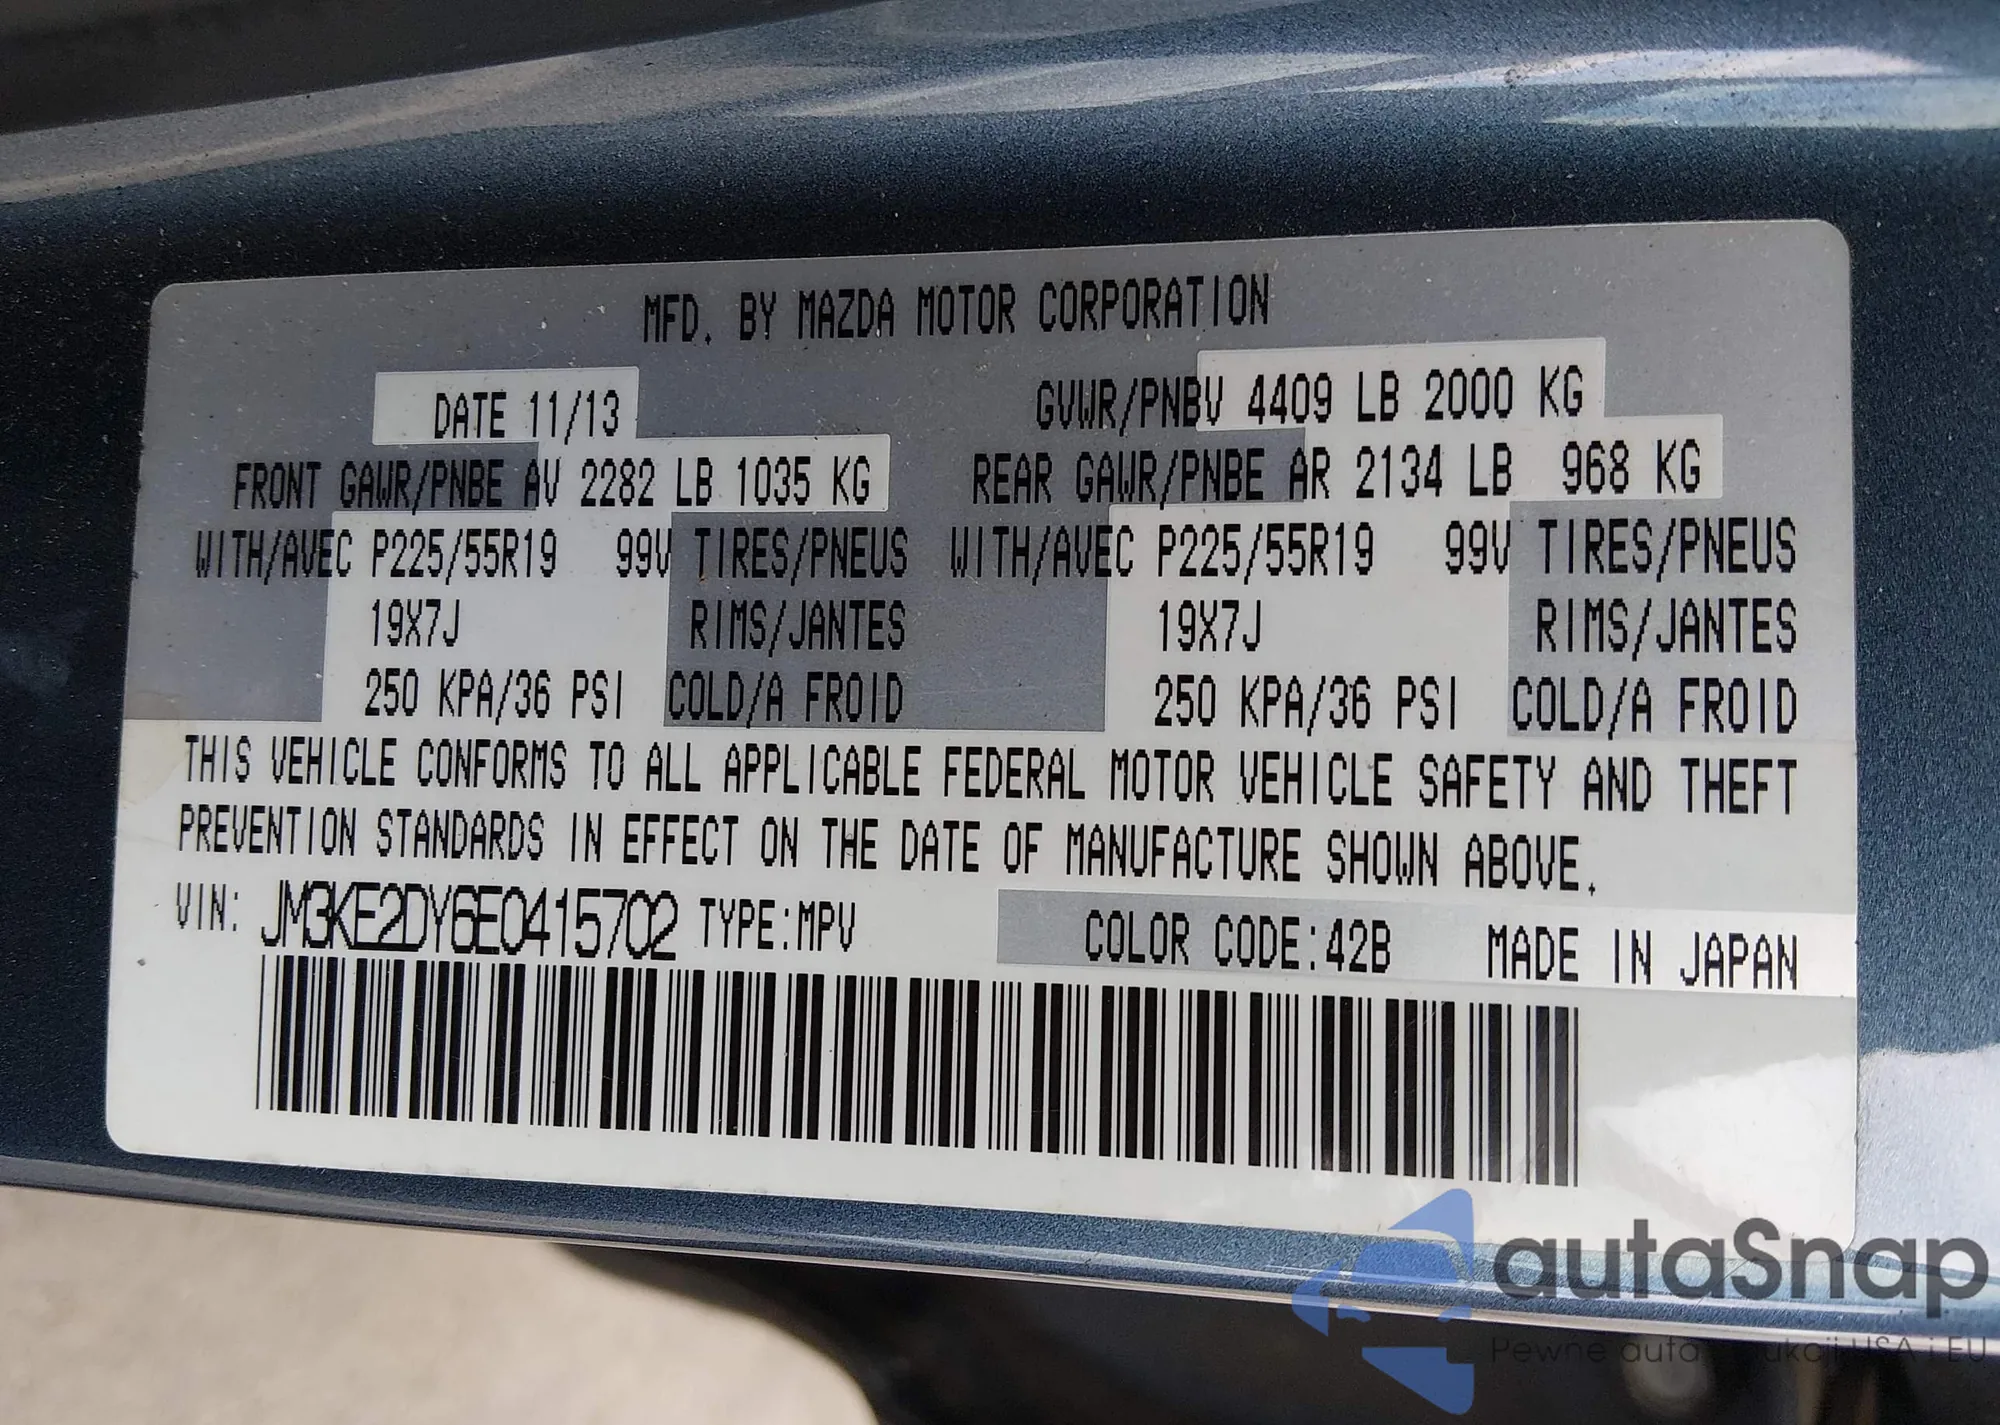 MFD. BY MAZDA MOTOR CORPORATION
DATE 11/13 GVWR/PNBV 4409 LB 2000 KG
FRONT GAWR/PNBE AV 2282 LB 1035 KG REAR GAWR/PNBE AR 2134 LB 968 KG
WITH/AVEC P225/55R19 99V TIRES/PNEUS WITH/AVEC P225/55R19 99V TIRES/PNEUS
19X7J RIMS/JANTES 19X7J RIMS/JANTES
250 KPA/36 PSI COLD/A FROID 250 KPA/36 PSI COLD/A FROID
THIS VEHICLE CONFORMS TO ALL APPLICABLE FEDERAL MOTOR VEHICLE SAFETY AND THEFT
PREVENTION STANDARDS IN EFFECT ON THE DATE OF MANUFACTURE SHOWN ABOVE.
VIN: JM3KE2DY6E0415702 TYPE:MPV COLOR CODE:42B MADE IN JAPAN
autaSnap
Pewne auta z aukcji USA i EU